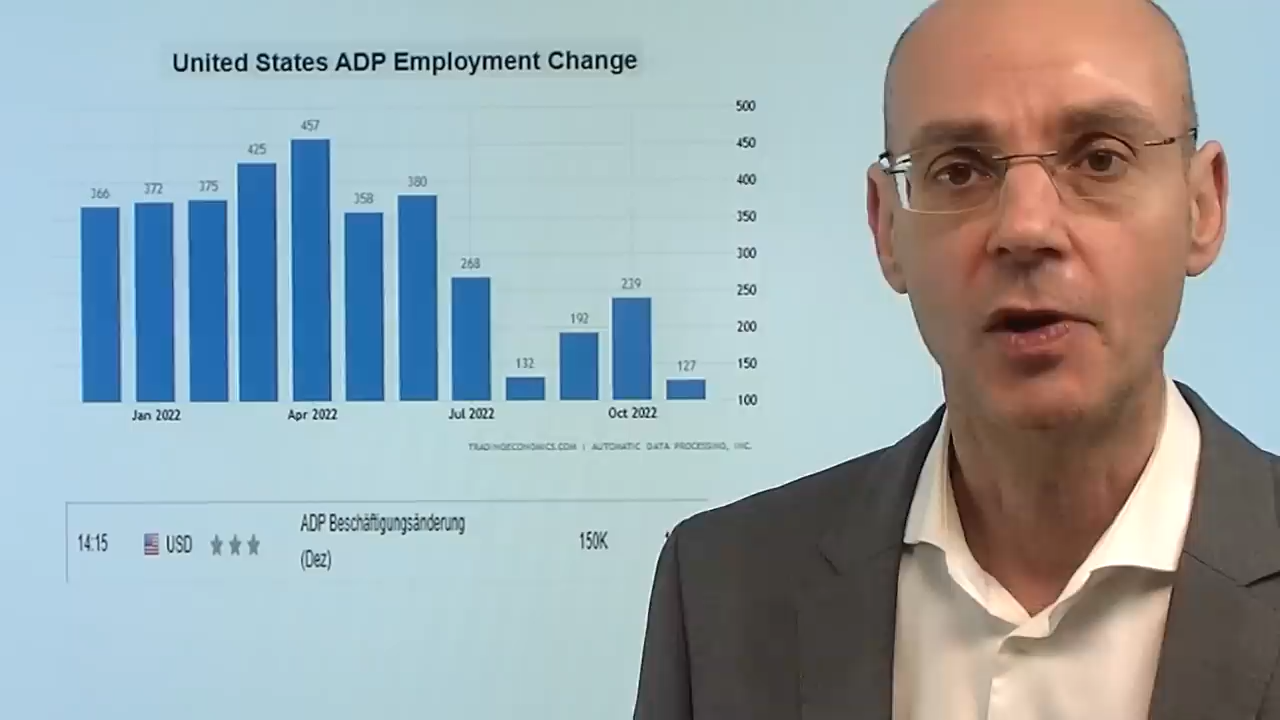 United States ADP Employment Change
500
457
450
425
400
366
372
375
380
358
350
300
268
250
239
200
192
150
132
127
100
Jan 2022
Apr 2022
Jul 2022
Oct 2022
TRADINGECONOMICS.COM | AUTOMATIC DATA PROCESSING, INC.
ADP Beschäftigungsänderung
14:15 USD 150K
(Dez)